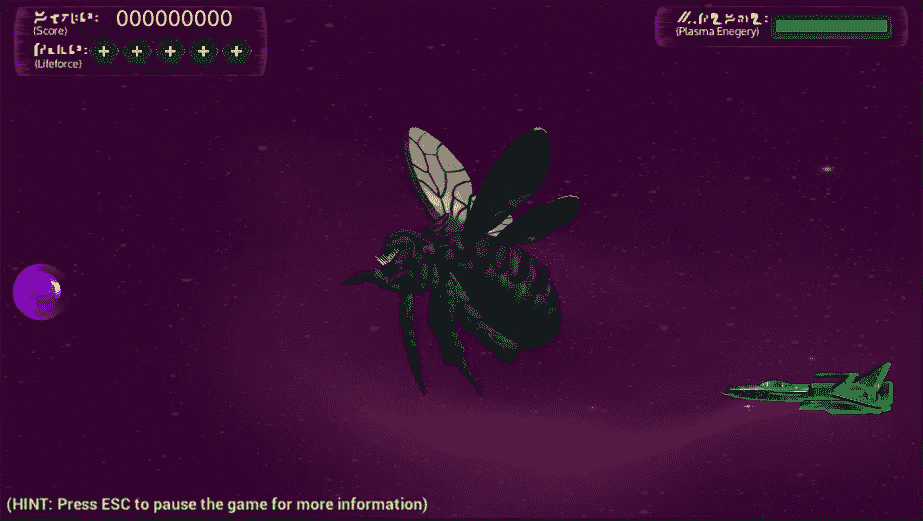 000000000
(Score)
(Lifeforce)
(Plasma Enegery)
(HINT: Press ESC to pause the game for more information)